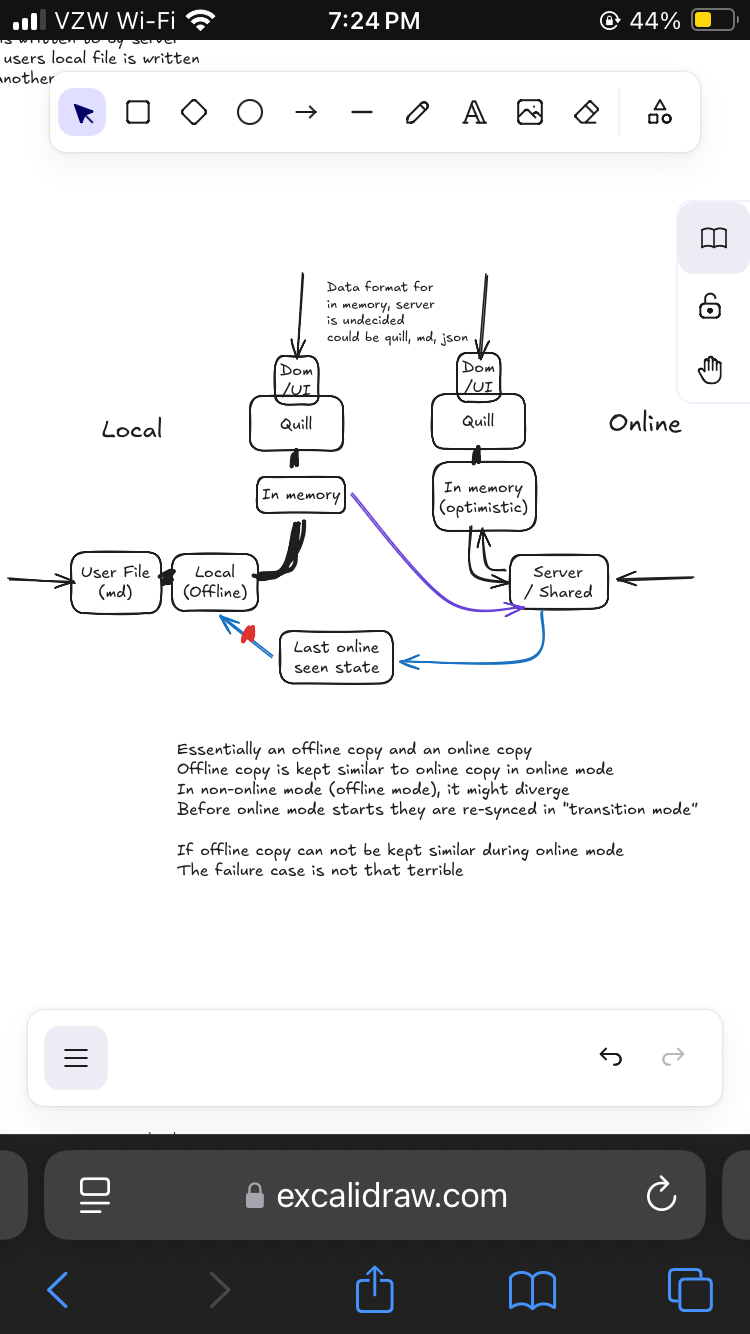 VZW Wi-Fi 7:24 PM 44%
is written to by server
users local file is written
another
Data format for
in memory, server
is undecided
could be quill, md, json
Dom
/UI
Quill
Dom
/UI
Quill
Local
Online
In memory
In memory
(optimistic)
User File
(md)
Local
(Offline)
Server
/ Shared
Last online
seen state
Essentially an offline copy and an online copy
Offline copy is kept similar to online copy in online mode
In non-online mode (offline mode), it might diverge
Before online mode starts they are re-synced in "transition mode"
If offline copy can not be kept similar during online mode
The failure case is not that terrible
excalidraw.com